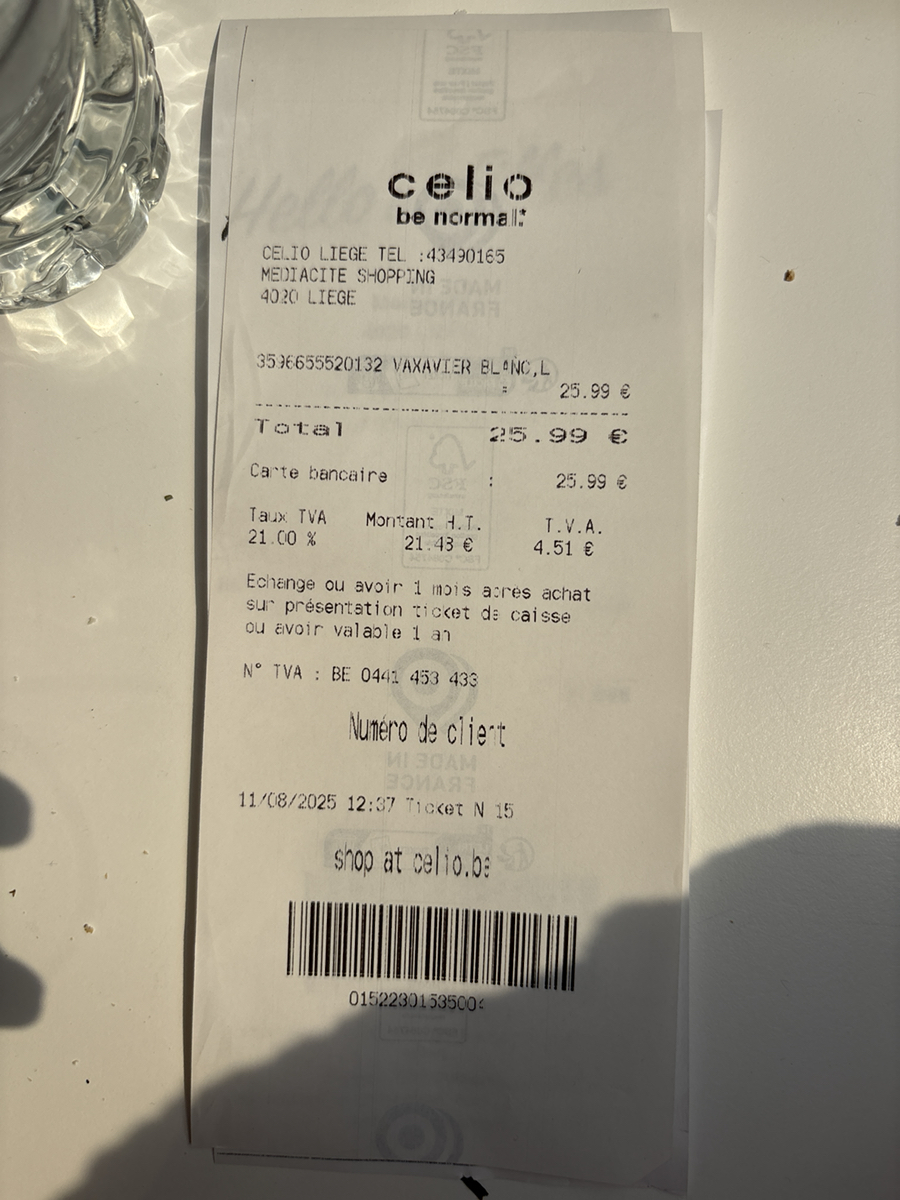 celio
be normal*
CELIO LIEGE TEL :43490165
MEDIACITE SHOPPING
4020 LIEGE
3596655520132 VAXAVIER BLANC,L
: 25.99 €
Total 25.99 €
Carte bancaire : 25.99 €
Taux TVA Montant H.T. T.V.A.
21.00 % 21.48 € 4.51 €
Echange ou avoir 1 mois après achat
sur présentation ticket de caisse
ou avoir valable 1 an
N° TVA : BE 0441 453 433
Numéro de client
11/08/2025 12:37 Ticket N 15
shop at celio.be